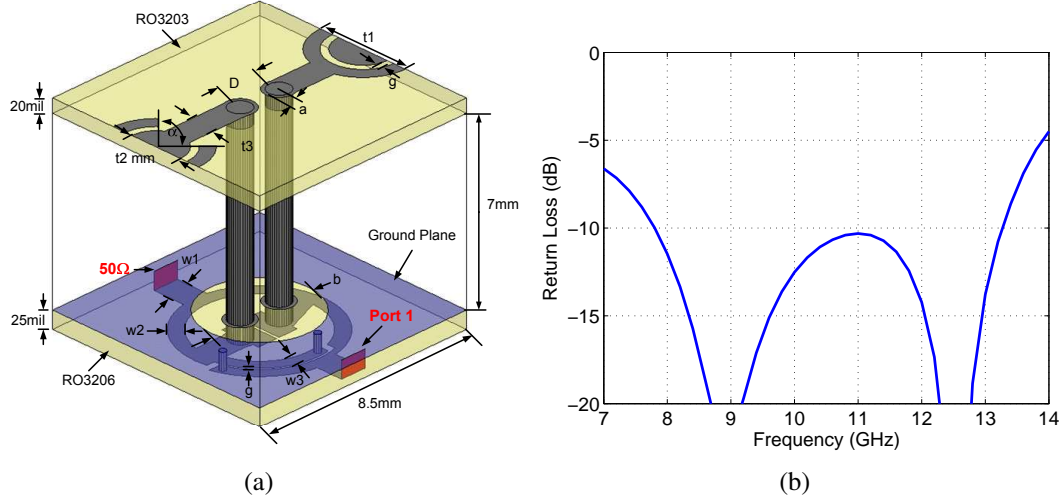 RO3203
t1
g
D
a
20mil
α
t3
t2 mm
7mm
Ground Plane
50Ω
w1
b
Port 1
25mil
w2
w3
g
RO3206
8.5mm
(a)
0
−5
−10
−15
−20
Return Loss (dB)
7
8
9
10
11
12
13
14
Frequency (GHz)
(b)